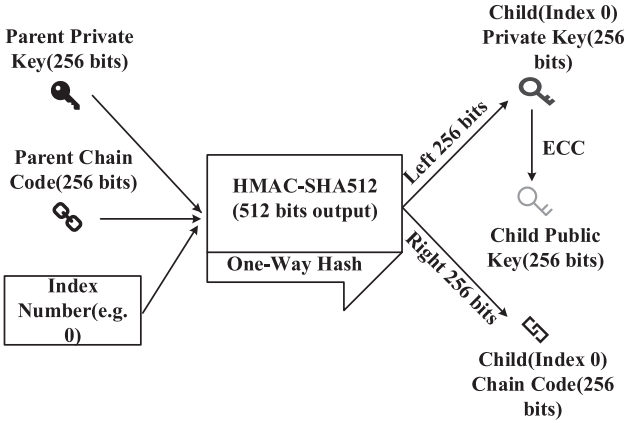 Parent Private
Key(256 bits)
Parent Chain
Code(256 bits)
Index
Number(e.g.
0)
HMAC-SHA512
(512 bits output)
One-Way Hash
Left 256 bits
Right 256 bits
Child(Index 0)
Private Key(256
bits)
ECC
Child Public
Key(256 bits)
Child(Index 0)
Chain Code(256
bits)